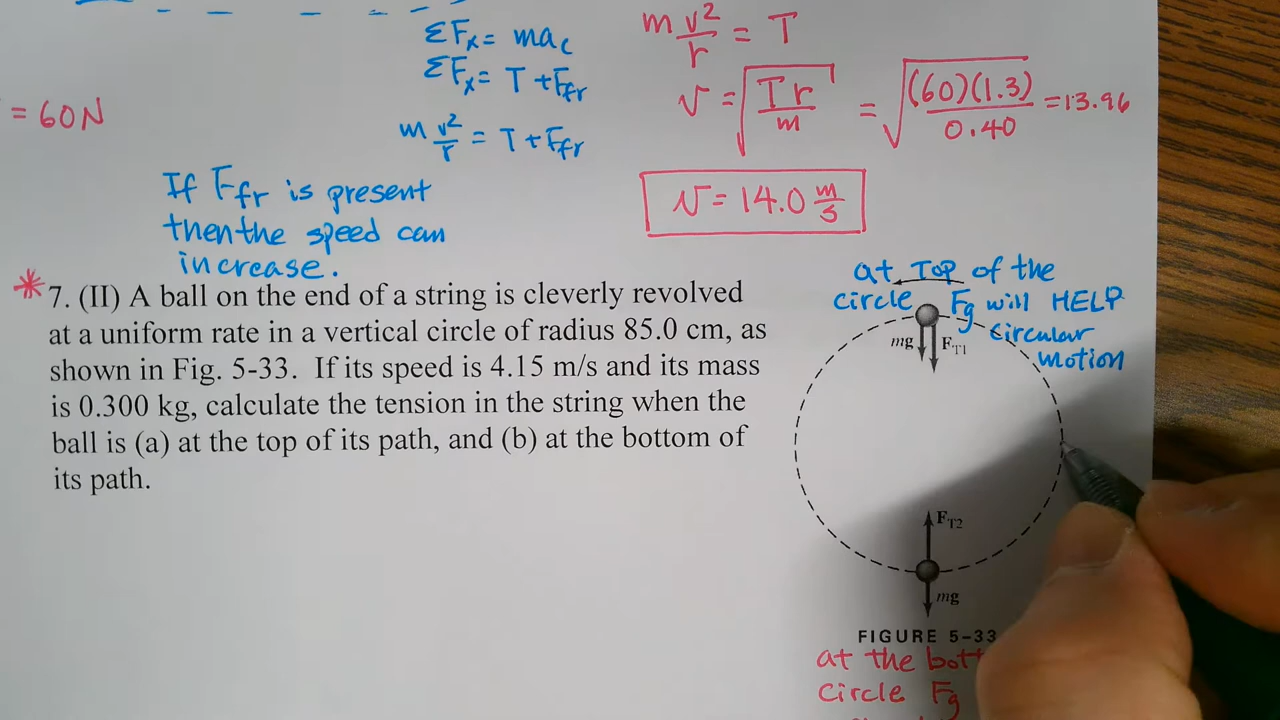 ΣFx = mac
ΣFx = T + Ffr
m v²/r = T + Ffr
= 60N
If Ffr is present
then the speed can
increase.
m v²/r = T
v = √(Tr/m) = √((60)(1.3)/0.40) = 13.96
v = 14.0 m/s
* 7. (II) A ball on the end of a string is cleverly revolved
at a uniform rate in a vertical circle of radius 85.0 cm, as
shown in Fig. 5-33. If its speed is 4.15 m/s and its mass
is 0.300 kg, calculate the tension in the string when the
ball is (a) at the top of its path, and (b) at the bottom of
its path.
at TOP of the
circle Fg will HELP
circular
motion
mg
FT1
FT2
mg
FIGURE 5-33
at the bott
circle Fg